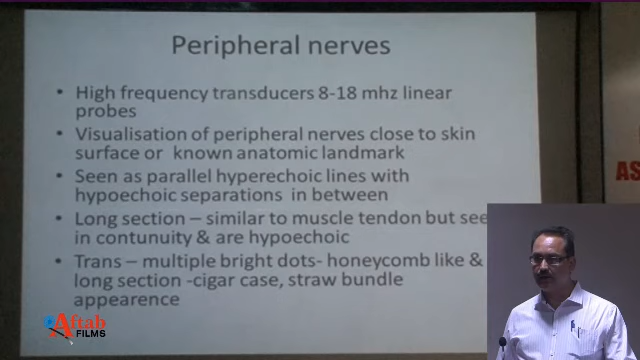 Peripheral nerves
• High frequency transducers 8-18 mhz linear
probes
• Visualisation of peripheral nerves close to skin
surface or known anatomic landmark
• Seen as parallel hyperechoic lines with
hypoechoic separations in between
• Long section – similar to muscle tendon but see
in contunuity & are hypoechoic
• Trans – multiple bright dots- honeycomb like &
long section -cigar case, straw bundle
appearence
Aftab
FILMS
AS